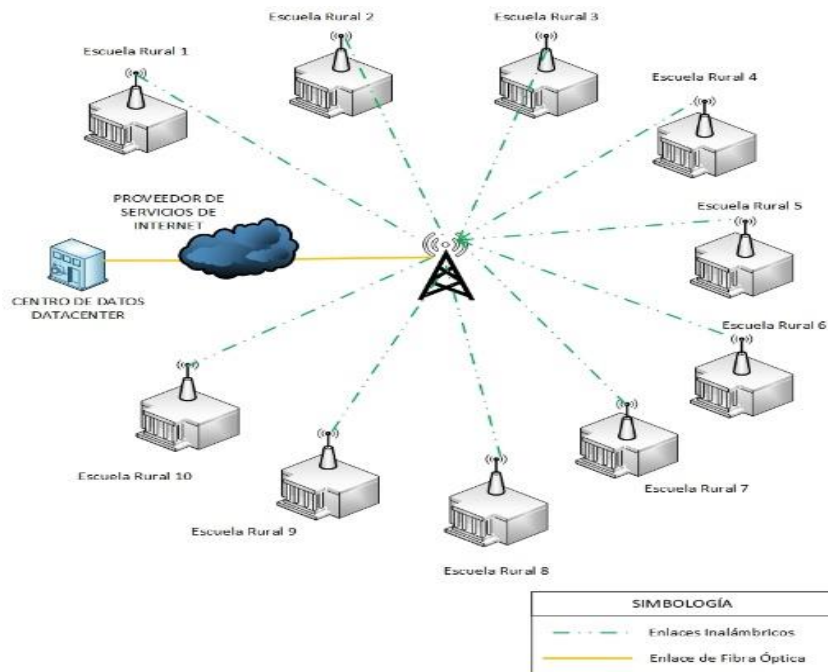 Escuela Rural 1
Escuela Rural 2
Escuela Rural 3
Escuela Rural 4
PROVEEDOR DE
SERVICIOS DE
INTERNET
Escuela Rural 5
CENTRO DE DATOS
DATACENTER
Escuela Rural 6
Escuela Rural 10
Escuela Rural 7
Escuela Rural 9
Escuela Rural 8
SIMBOLOGÍA
Enlaces Inalámbricos
Enlace de Fibra Óptica